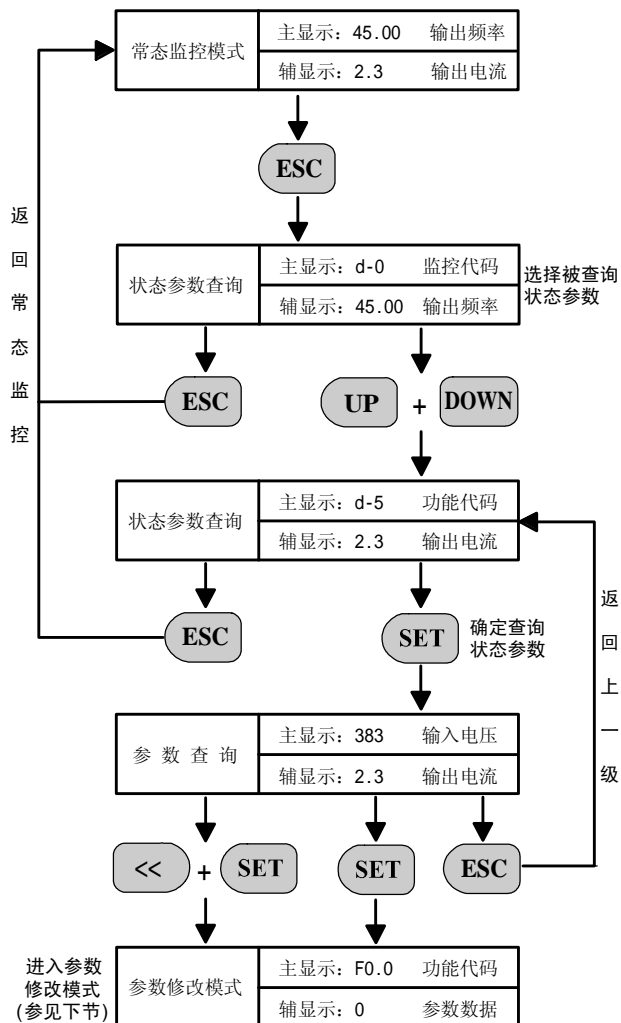 常态监控模式
主显示：45.00 输出频率
辅显示：2.3 输出电流
ESC
返回常态监控
状态参数查询
主显示：d-0 监控代码
辅显示：45.00 输出频率
选择被查询
状态参数
ESC
UP + DOWN
状态参数查询
主显示：d-5 功能代码
辅显示：2.3 输出电流
ESC
SET
确定查询
状态参数
返回上一级
参数查询
主显示：383 输入电压
辅显示：2.3 输出电流
<< + SET
SET
ESC
进入参数
修改模式
(参见下节)
参数修改模式
主显示：F0.0 功能代码
辅显示：0 参数数据